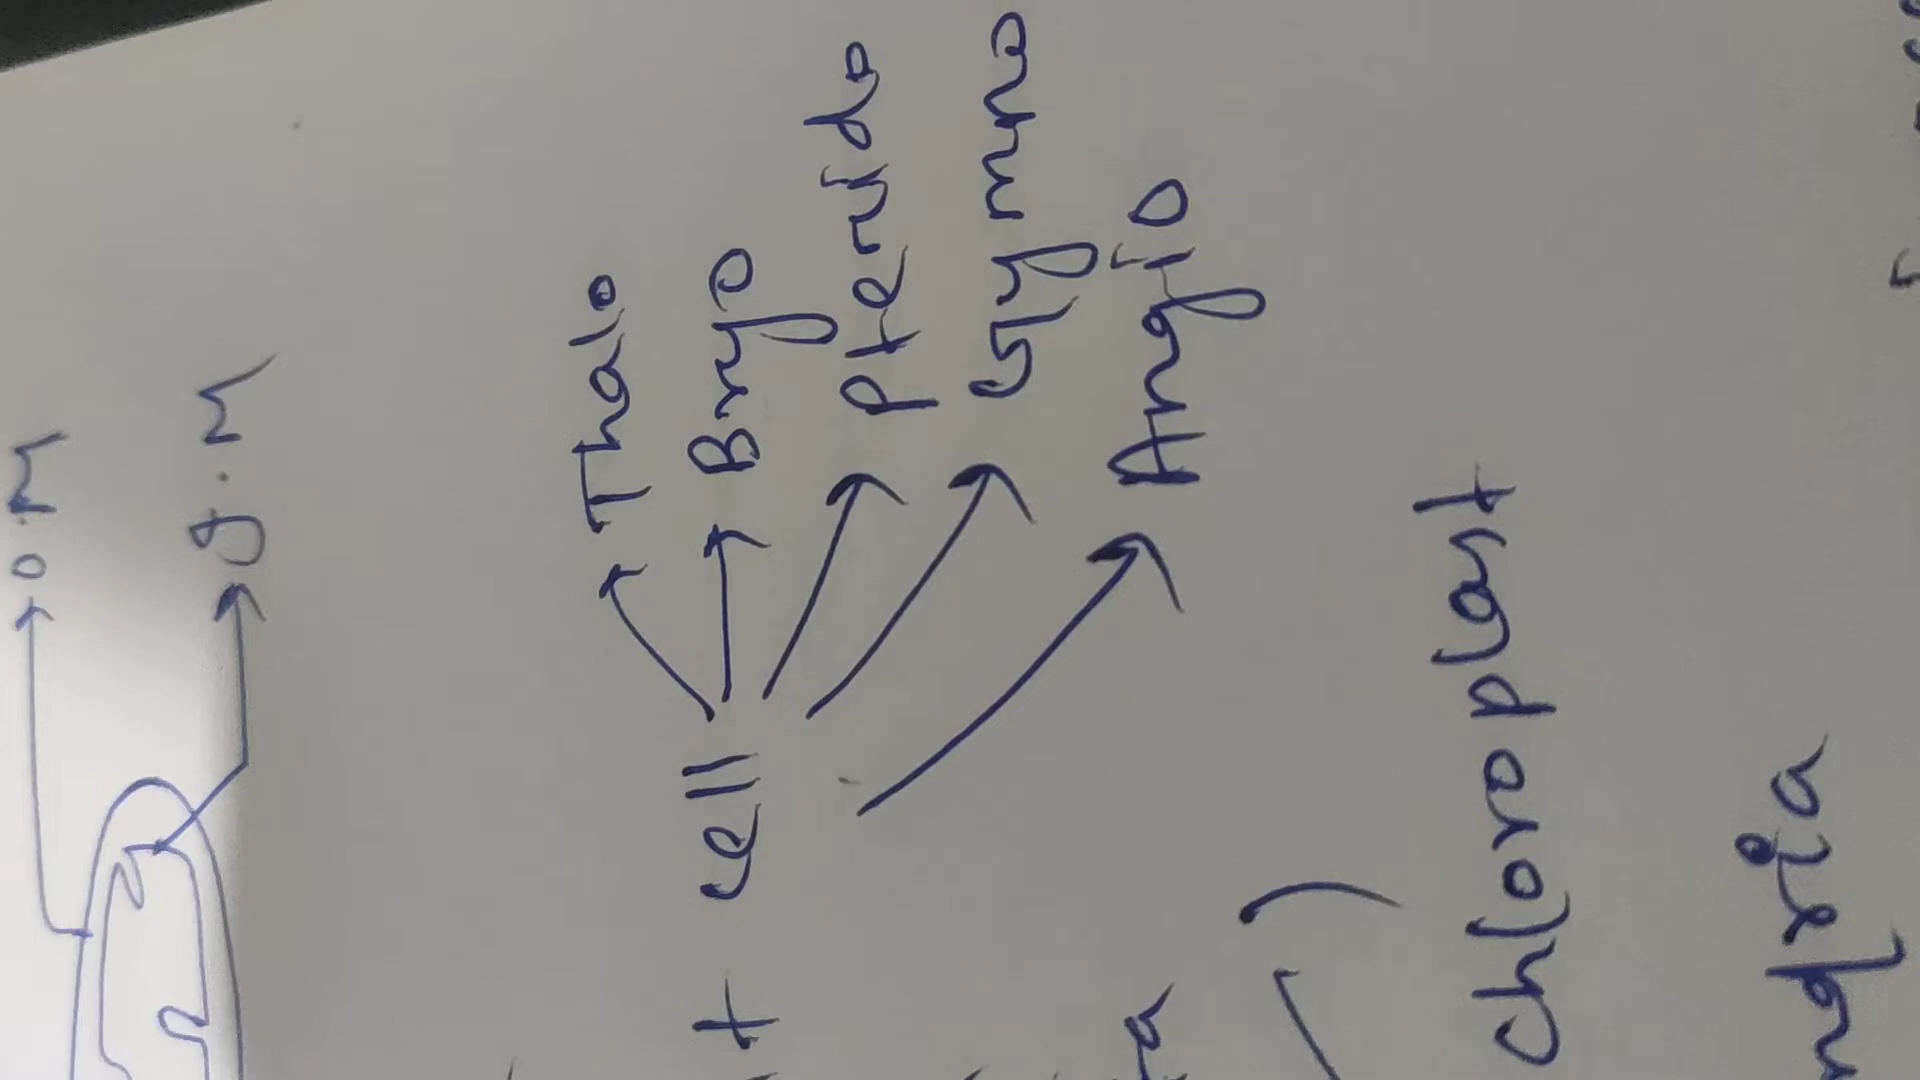 O.M
g.M
Thalo
Bryo
Pterido
cell
Gymno
Angio
chloroplast